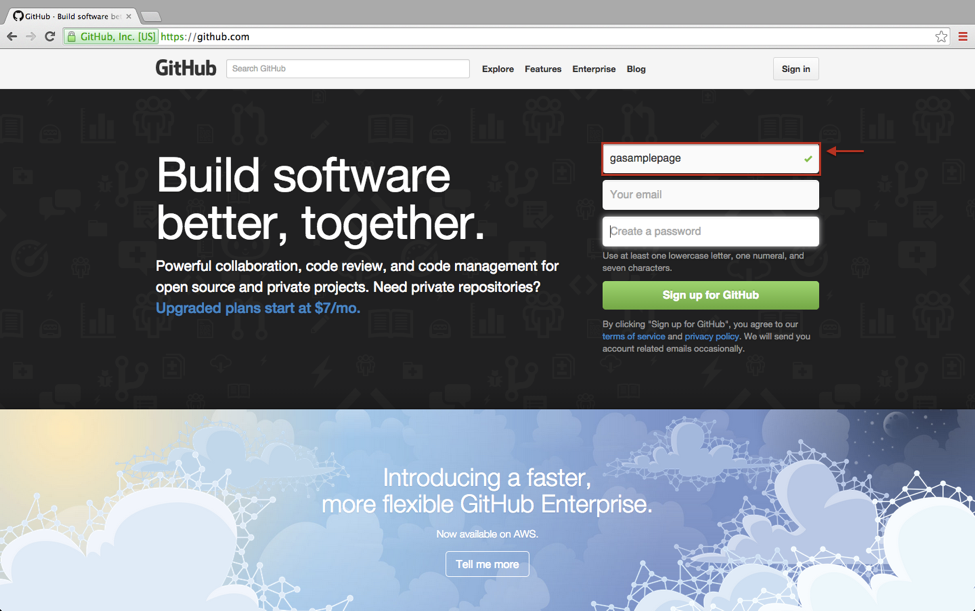 GitHub - Build software be
GitHub, Inc. [US] https://github.com
GitHub
Search GitHub
Explore Features Enterprise Blog
Sign in
Build software
better, together.
Powerful collaboration, code review, and code management for
open source and private projects. Need private repositories?
Upgraded plans start at $7/mo.
gasamplepage
Your email
Create a password
Use at least one lowercase letter, one numeral, and
seven characters.
Sign up for GitHub
By clicking "Sign up for GitHub", you agree to our
terms of service and privacy policy. We will send you
account related emails occasionally.
Introducing a faster,
more flexible GitHub Enterprise.
Now available on AWS.
Tell me more